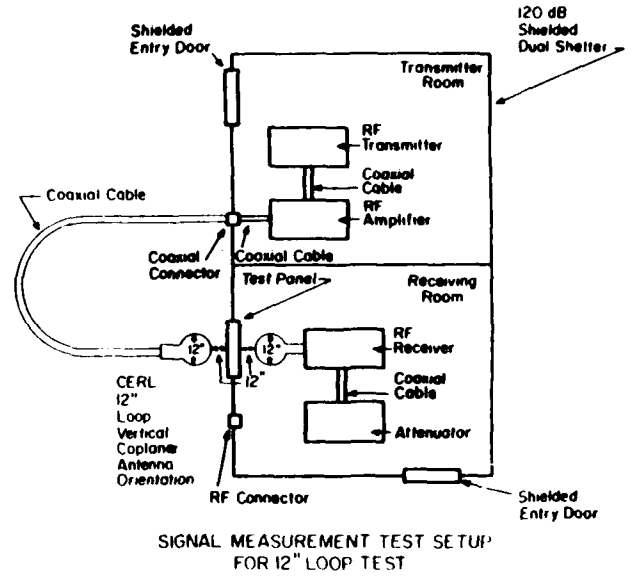 120 dB
Shielded
Dual Shelter
Shielded
Entry Door
Transmitter
Room
RF
Transmitter
Coaxial
Cable
RF
Amplifier
Coaxial Cable
Coaxial
Connector
Coaxial Cable
Test Panel
Receiving
Room
12"
12"
12"
RF
Receiver
Coaxial
Cable
Attenuator
CERL
12"
Loop
Vertical
Coplaner
Antenna
Orientation
RF Connector
Shielded
Entry Door
SIGNAL MEASUREMENT TEST SETUP
FOR 12" LOOP TEST